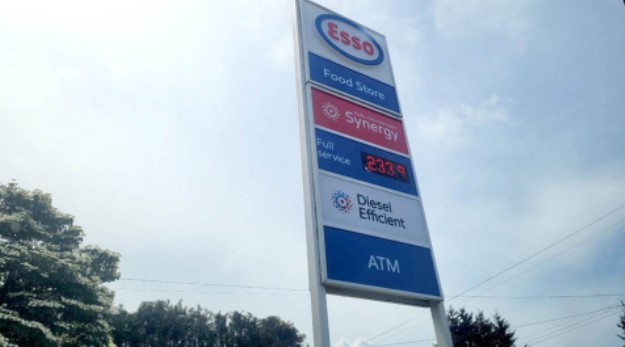 Esso
Food Store
Synergy
Full
service
233.9
Diesel
Efficient
ATM